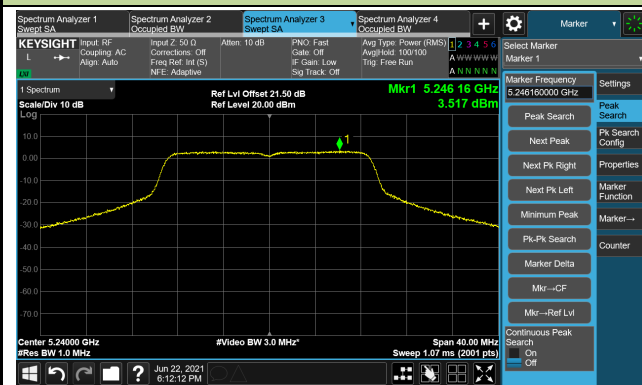 Spectrum Analyzer 1
Swept SA
Spectrum Analyzer 2
Occupied BW
Spectrum Analyzer 3
Swept SA
Spectrum Analyzer 4
Occupied BW
Marker
KEYSIGHT
L
LXI
Input: RF
Coupling: AC
Align: Auto
Input Z: 50 Ω
Corrections: Off
Freq Ref: Int (S)
NFE: Adaptive
Atten: 10 dB
PNO: Fast
Gate: Off
IF Gain: Low
Sig Track: Off
Avg Type: Power (RMS)
Avg|Hold: 100/100
Trig: Free Run
1 2 3 4 5 6
A W W W W W
A N N N N N
Select Marker
Marker 1
1 Spectrum
Scale/Div 10 dB
Log
Ref Lvl Offset 21.50 dB
Ref Level 20.00 dBm
Mkr1 5.246 16 GHz
3.517 dBm
1
10.0
0.00
-10.0
-20.0
-30.0
-40.0
-50.0
-60.0
-70.0
Center 5.24000 GHz
#Res BW 1.0 MHz
#Video BW 3.0 MHz*
Span 40.00 MHz
Sweep 1.07 ms (2001 pts)
Marker Frequency
5.246160000 GHz
Peak Search
Next Peak
Next Pk Right
Next Pk Left
Minimum Peak
Pk-Pk Search
Marker Delta
Mkr→CF
Mkr→Ref Lvl
Continuous Peak
Search
On
Off
Settings
Peak
Search
Pk Search
Config
Properties
Marker
Function
Marker→
Counter
?
Jun 22, 2021
6:12:12 PM